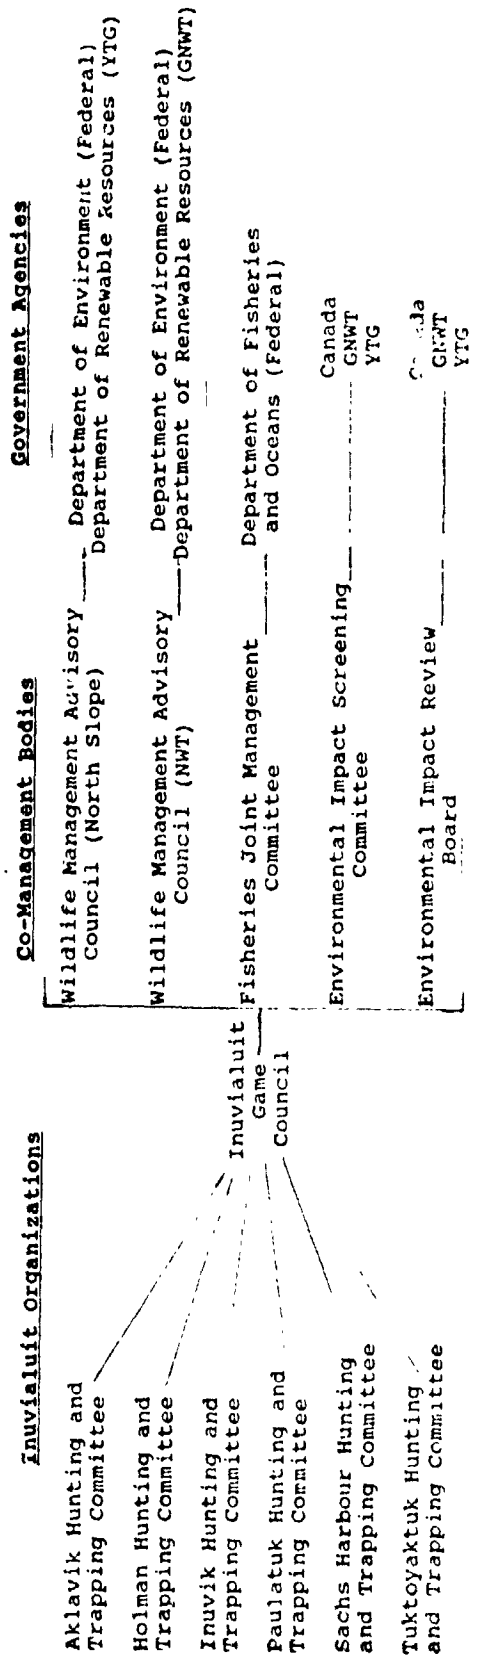 Inuvialuit Organizations
Aklavik Hunting and
Trapping Committee
Holman Hunting and
Trapping Committee
Inuvik Hunting and
Trapping Committee
Paulatuk Hunting and
Trapping Committee
Sachs Harbour Hunting
and Trapping Committee
Tuktoyaktuk Hunting
and Trapping Committee
Inuvialuit
Game
Council
Co-Management Bodies
Wildlife Management Advisory
Council (North Slope)
Wildlife Management Advisory
Council (NWT)
Fisheries Joint Management
Committee
Environmental Impact Screening
Committee
Environmental Impact Review
Board
Government Agencies
Department of Environment (Federal)
Department of Renewable Resources (YTG)
Department of Environment (Federal)
Department of Renewable Resources (GNWT)
Department of Fisheries
and Oceans (Federal)
Canada
GNWT
YTG
GNWT
YTG